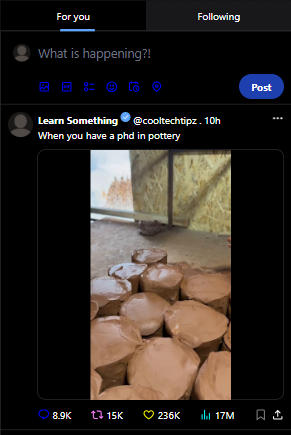 For you
Following
What is happening?!
Post
Learn Something @cooltechtipz . 10h
When you have a phd in pottery
8.9K
15K
236K
17M